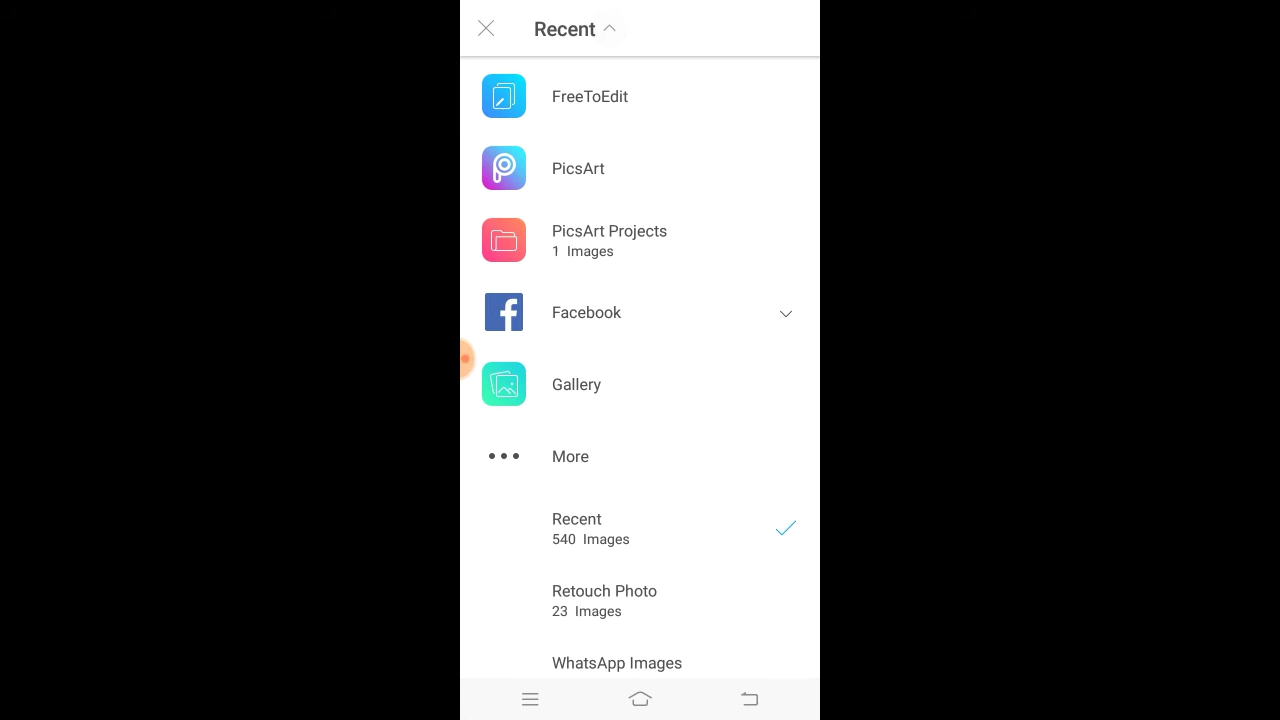 Recent
FreeToEdit
PicsArt
PicsArt Projects
1 Images
Facebook
Gallery
More
Recent
540 Images
Retouch Photo
23 Images
WhatsApp Images